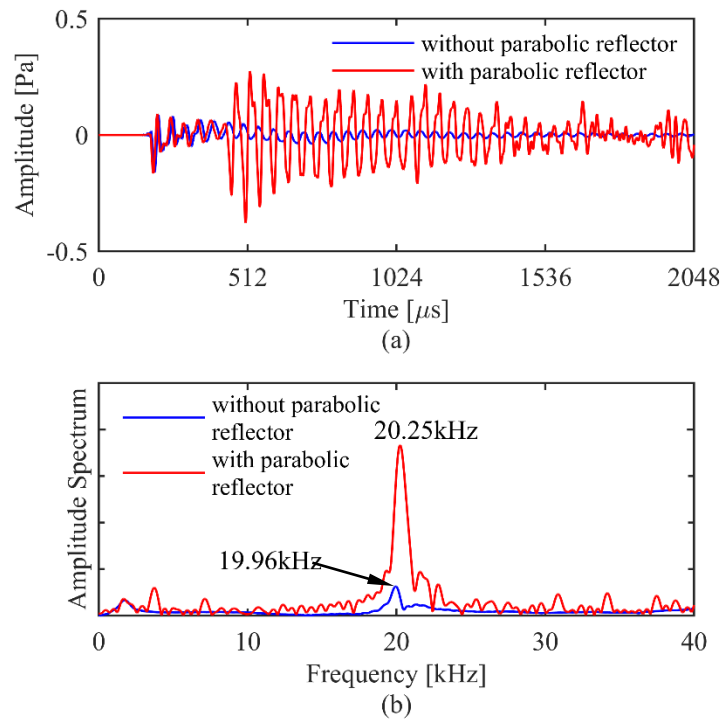 0.5
without parabolic reflector
with parabolic reflector
0
-0.5
Amplitude [Pa]
0 512 1024 1536 2048
Time [μs]
(a)
without parabolic
reflector
with parabolic
reflector
20.25kHz
19.96kHz
Amplitude Spectrum
0 10 20 30 40
Frequency [kHz]
(b)